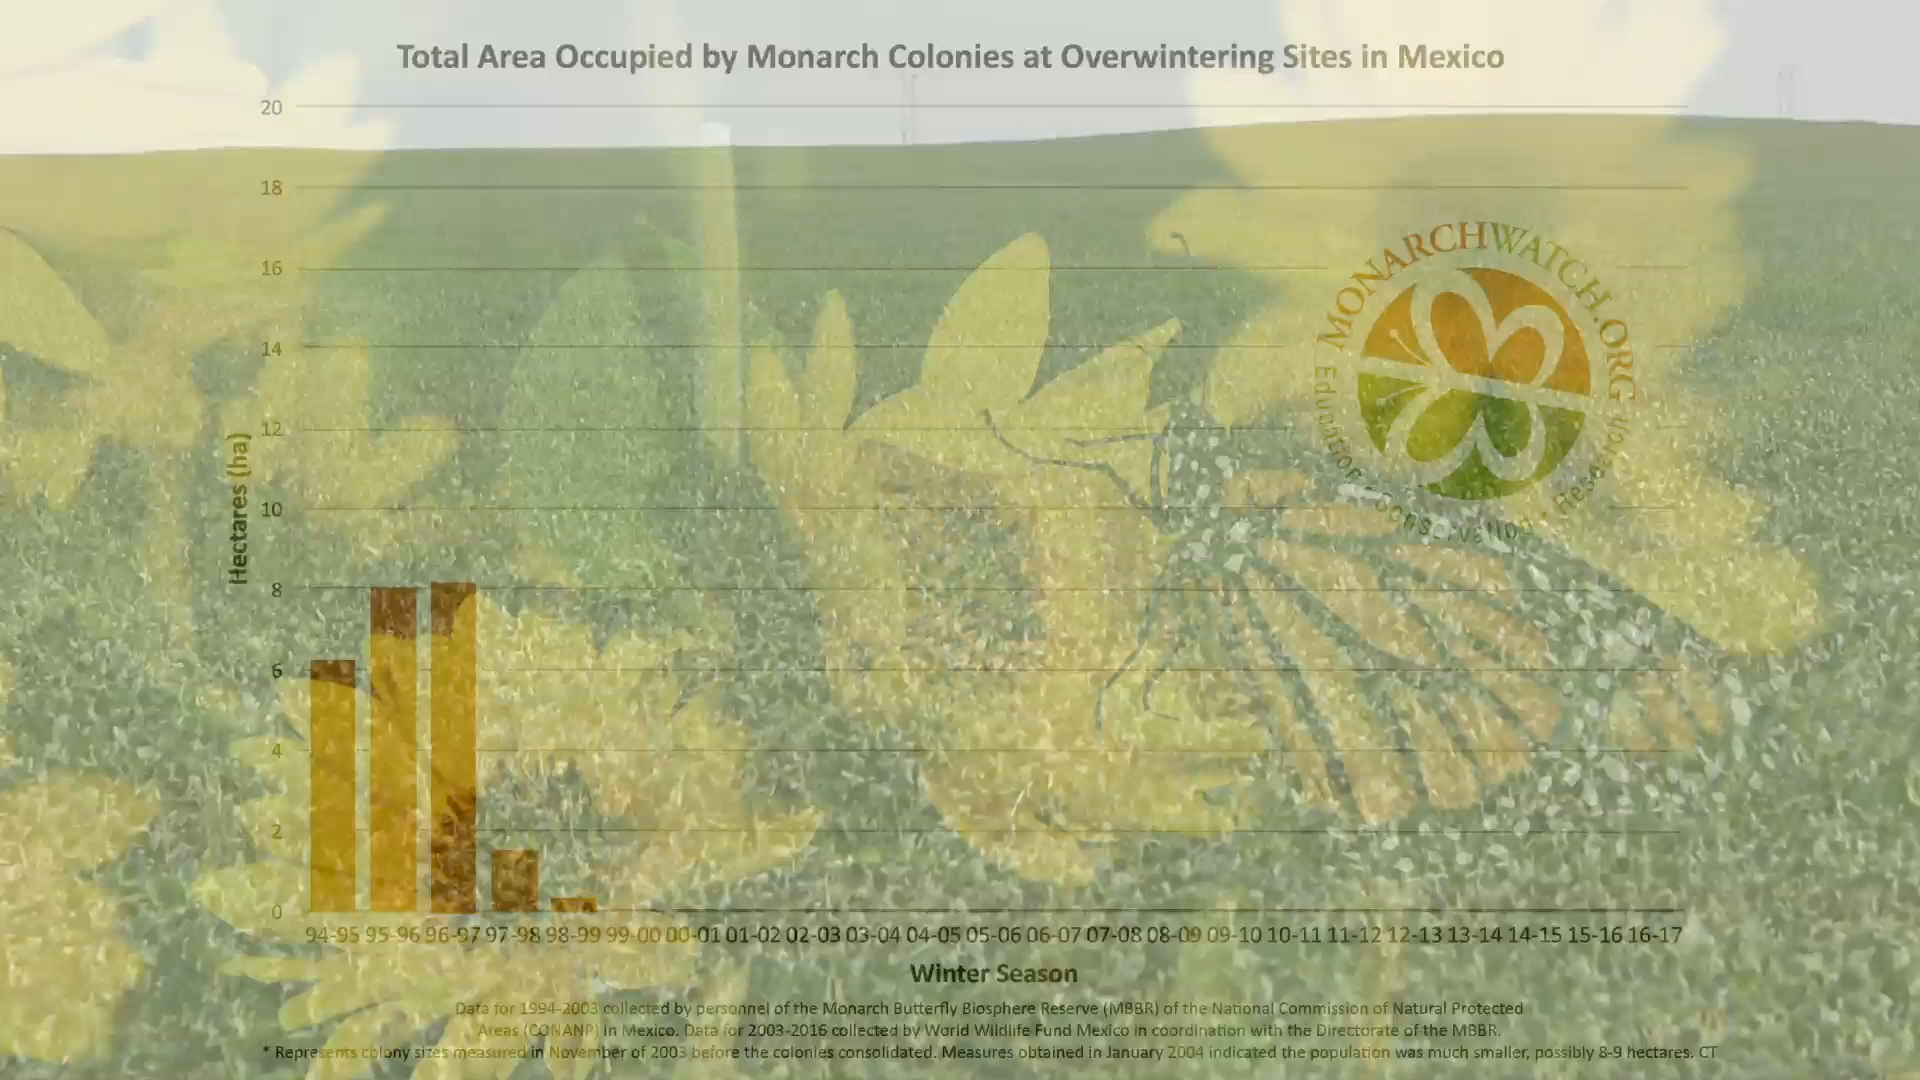 Total Area Occupied by Monarch Colonies at Overwintering Sites in Mexico
20
18
16
14
12
10
8
6
4
2
0
Hectares (ha)
MONARCHWATCH.ORG
Education • Conservation • Research
94-95 95-96 96-97 97-98 98-99 99-00 00-01 01-02 02-03 03-04 04-05 05-06 06-07 07-08 08-09 09-10 10-11 11-12 12-13 13-14 14-15 15-16 16-17
Winter Season
Data for 1994-2003 collected by personnel of the Monarch Butterfly Biosphere Reserve (MBBR) of the National Commission of Natural Protected
Areas (CONANP) in Mexico. Data for 2003-2016 collected by World Wildlife Fund Mexico in coordination with the Directorate of the MBBR.
* Represents colony sizes measured in November of 2003 before the colonies consolidated. Measures obtained in January 2004 indicated the population was much smaller, possibly 8-9 hectares. CT